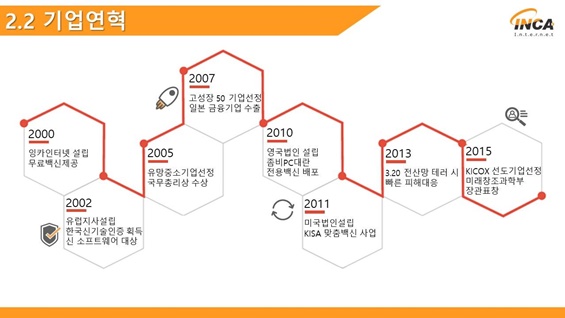 2.2 기업연혁
INCA
Internet
2000
잉카인터넷 설립
무료백신제공
2002
유럽지사설립
한국신기술인증 획득
신 소프트웨어 대상
2005
유망중소기업선정
국무총리상 수상
2007
고성장 50 기업선정
일본 금융기업 수출
2010
영국법인 설립
좀비PC대란
전용백신 배포
2011
미국법인설립
KISA 맞춤백신 사업
2013
3.20 전산망 테러 시
빠른 피해대응
2015
KICOX 선도기업선정
미래창조과학부
장관표창